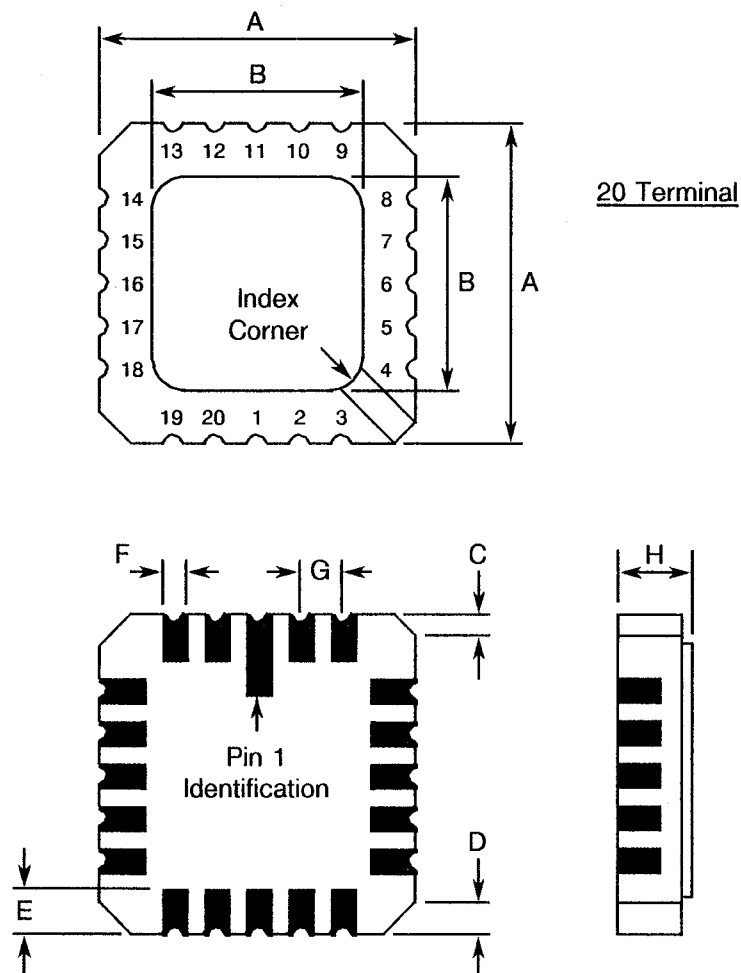 A
B
13 12 11 10 9
14 8
15 7
16 6
17 5
18 4
19 20 1 2 3
Index
Corner
B
A
20 Terminal
F
G
C
H
Pin 1
Identification
E
D